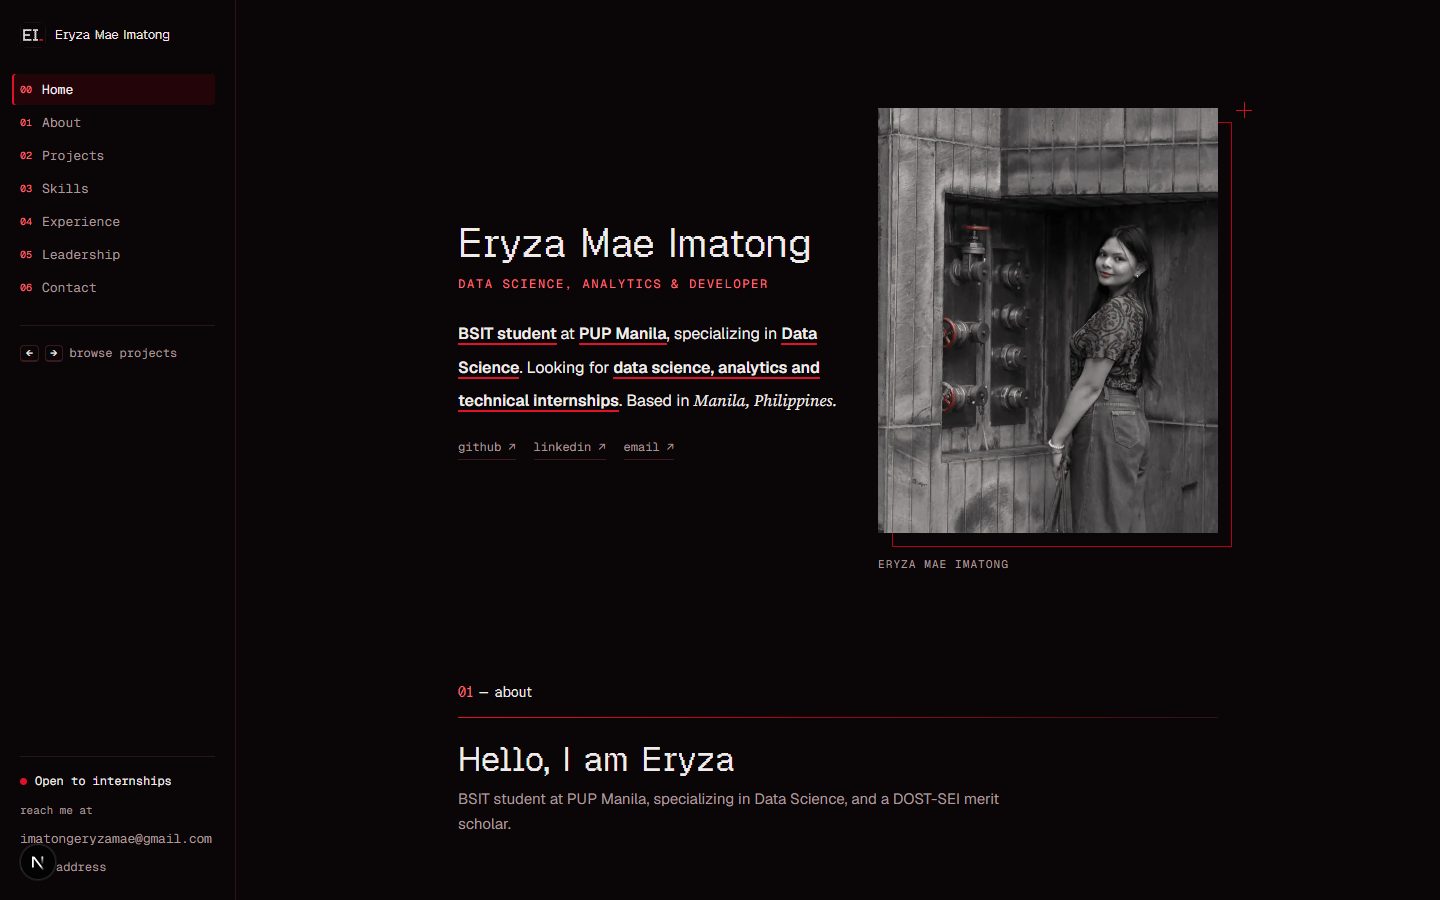 EI.
Eryza Mae Imatong
00 Home
01 About
02 Projects
03 Skills
04 Experience
05 Leadership
06 Contact
← → browse projects
Open to internships
reach me at
imatongeryzamae@gmail.com
N
address
Eryza Mae Imatong
DATA SCIENCE, ANALYTICS & DEVELOPER
BSIT student at PUP Manila, specializing in Data
Science. Looking for data science, analytics and
technical internships. Based in Manila, Philippines.
github ↗ linkedin ↗ email ↗
ERYZA MAE IMATONG
01 — about
Hello, I am Eryza
BSIT student at PUP Manila, specializing in Data Science, and a DOST-SEI merit
scholar.